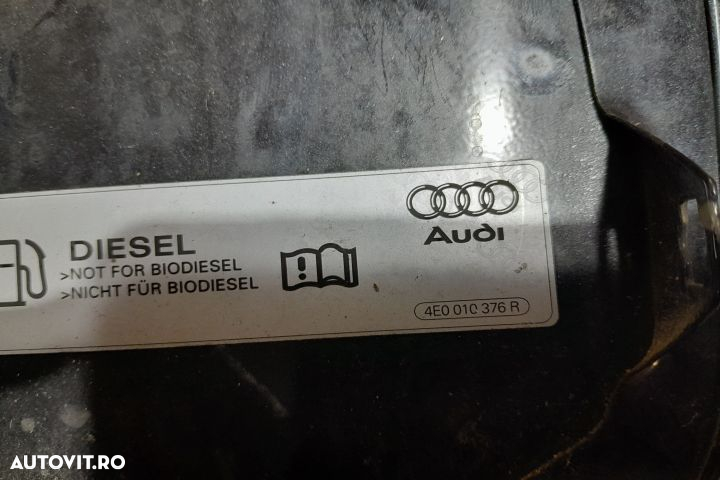 Audi
DIESEL
>NOT FOR BIODIESEL
>NICHT FÜR BIODIESEL
4E0 010 376 R
AUTOVIT.RO